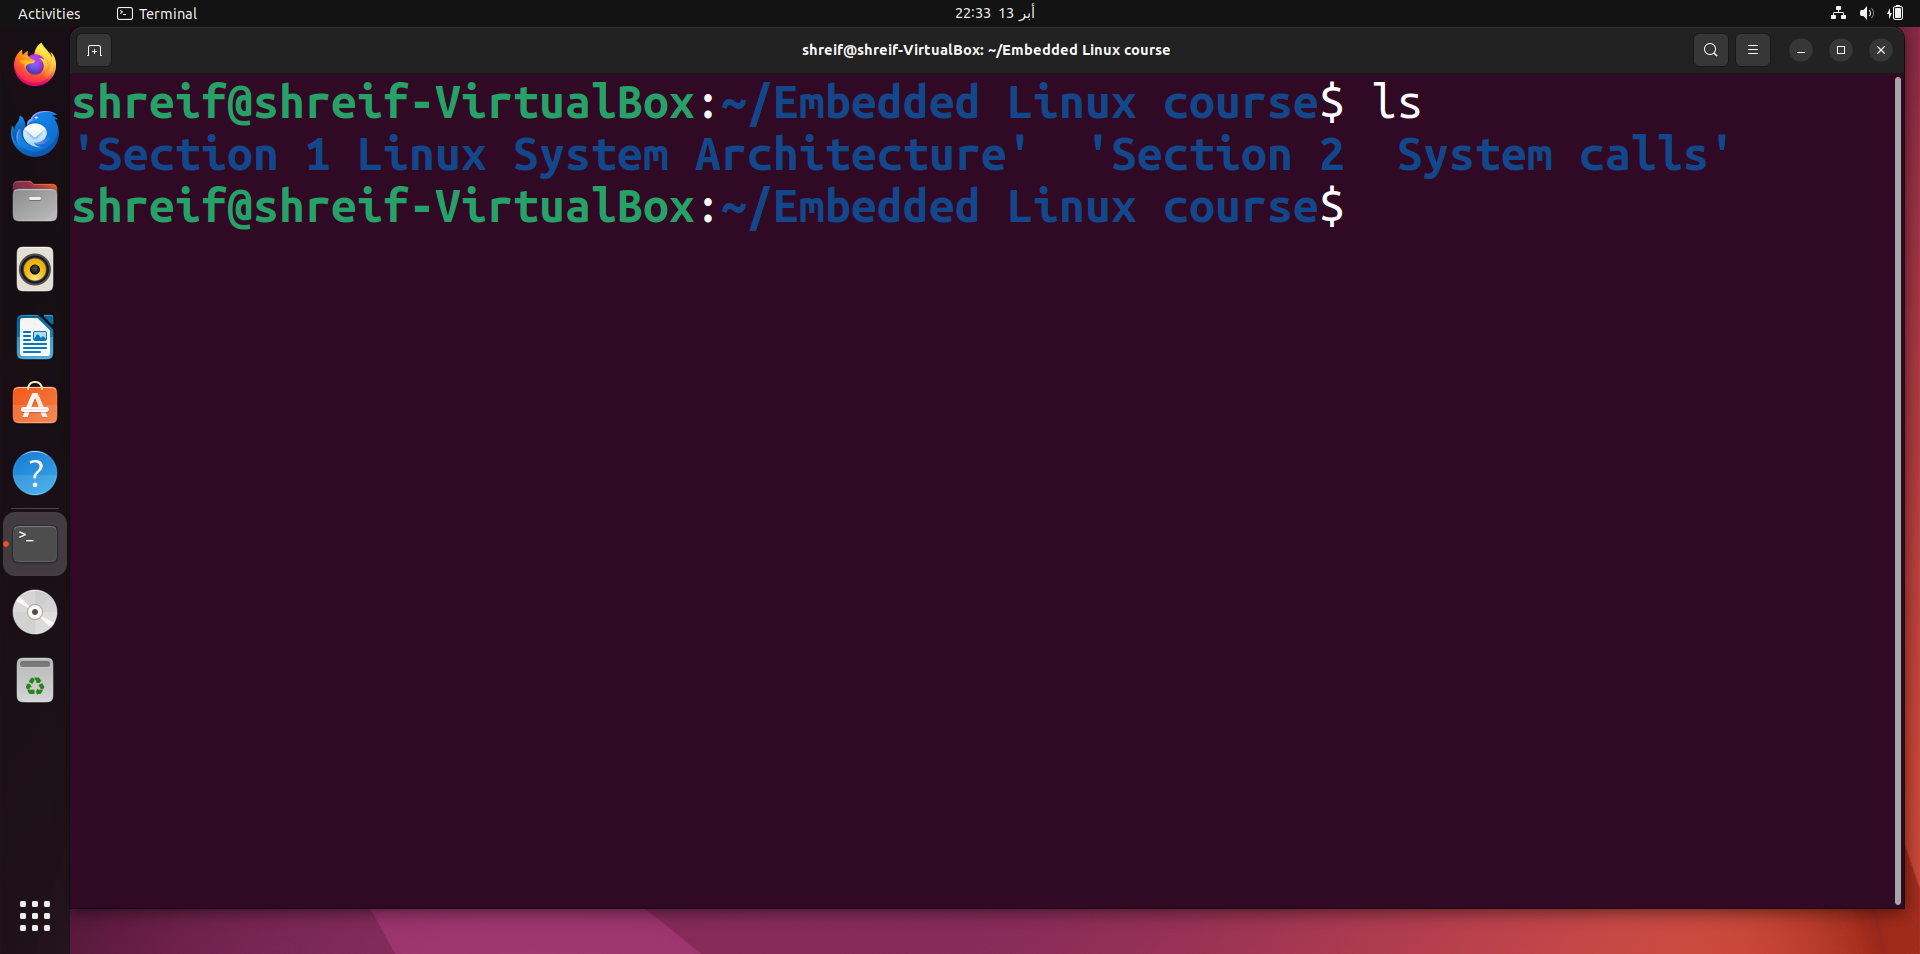 Activities Terminal 22:33 13 أبر
shreif@shreif-VirtualBox: ~/Embedded Linux course
shreif@shreif-VirtualBox:~/Embedded Linux course$ ls
'Section 1 Linux System Architecture'  'Section 2  System calls'
shreif@shreif-VirtualBox:~/Embedded Linux course$